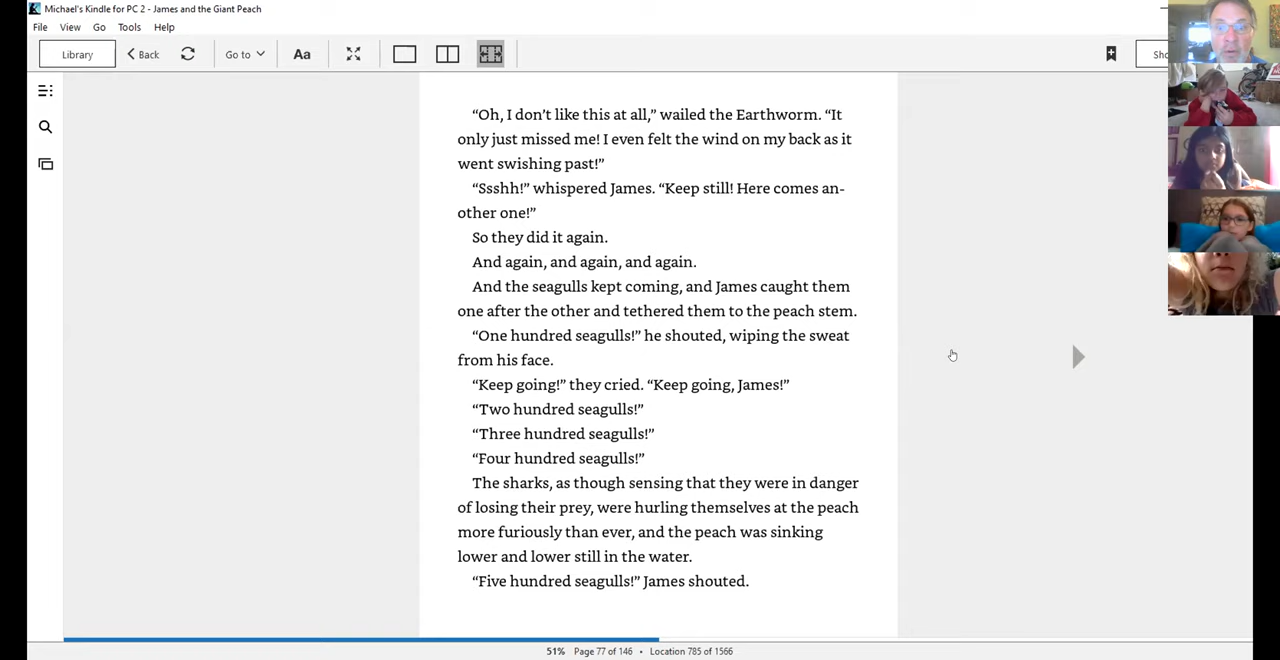 Michael's Kindle for PC 2 - James and the Giant Peach
File View Go Tools Help
Library Back Go to Aa
“Oh, I don’t like this at all,” wailed the Earthworm. “It
only just missed me! I even felt the wind on my back as it
went swishing past!”
“Ssshh!” whispered James. “Keep still! Here comes an-
other one!”
So they did it again.
And again, and again, and again.
And the seagulls kept coming, and James caught them
one after the other and tethered them to the peach stem.
“One hundred seagulls!” he shouted, wiping the sweat
from his face.
“Keep going!” they cried. “Keep going, James!”
“Two hundred seagulls!”
“Three hundred seagulls!”
“Four hundred seagulls!”
The sharks, as though sensing that they were in danger
of losing their prey, were hurling themselves at the peach
more furiously than ever, and the peach was sinking
lower and lower still in the water.
“Five hundred seagulls!” James shouted.
51% Page 77 of 146 • Location 785 of 1566